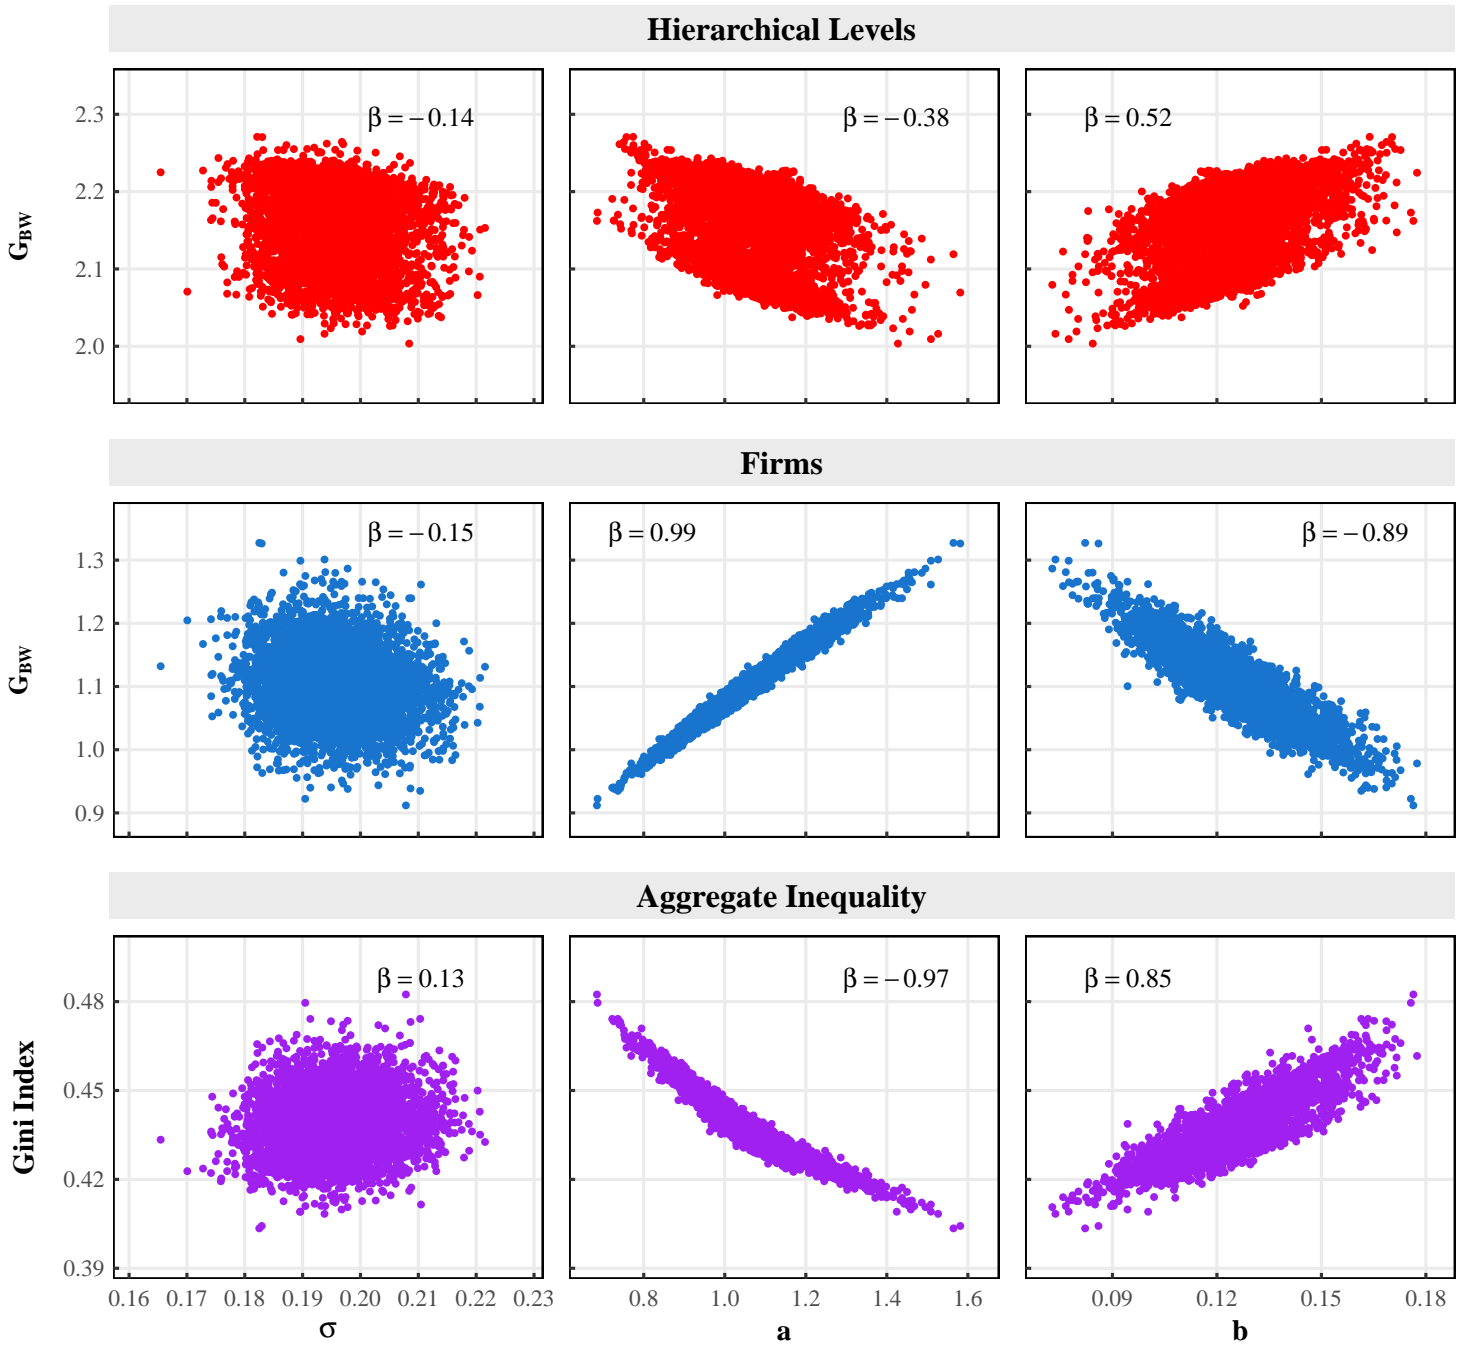 Hierarchical Levels
β = −0.14
β = −0.38
β = 0.52
2.3
2.2
2.1
2.0
G_BW
Firms
β = −0.15
β = 0.99
β = −0.89
1.3
1.2
1.1
1.0
0.9
G_BW
Aggregate Inequality
β = 0.13
β = −0.97
β = 0.85
0.48
0.45
0.42
0.39
Gini Index
0.16 0.17 0.18 0.19 0.20 0.21 0.22 0.23
0.8 1.0 1.2 1.4 1.6
0.09 0.12 0.15 0.18
σ
a
b